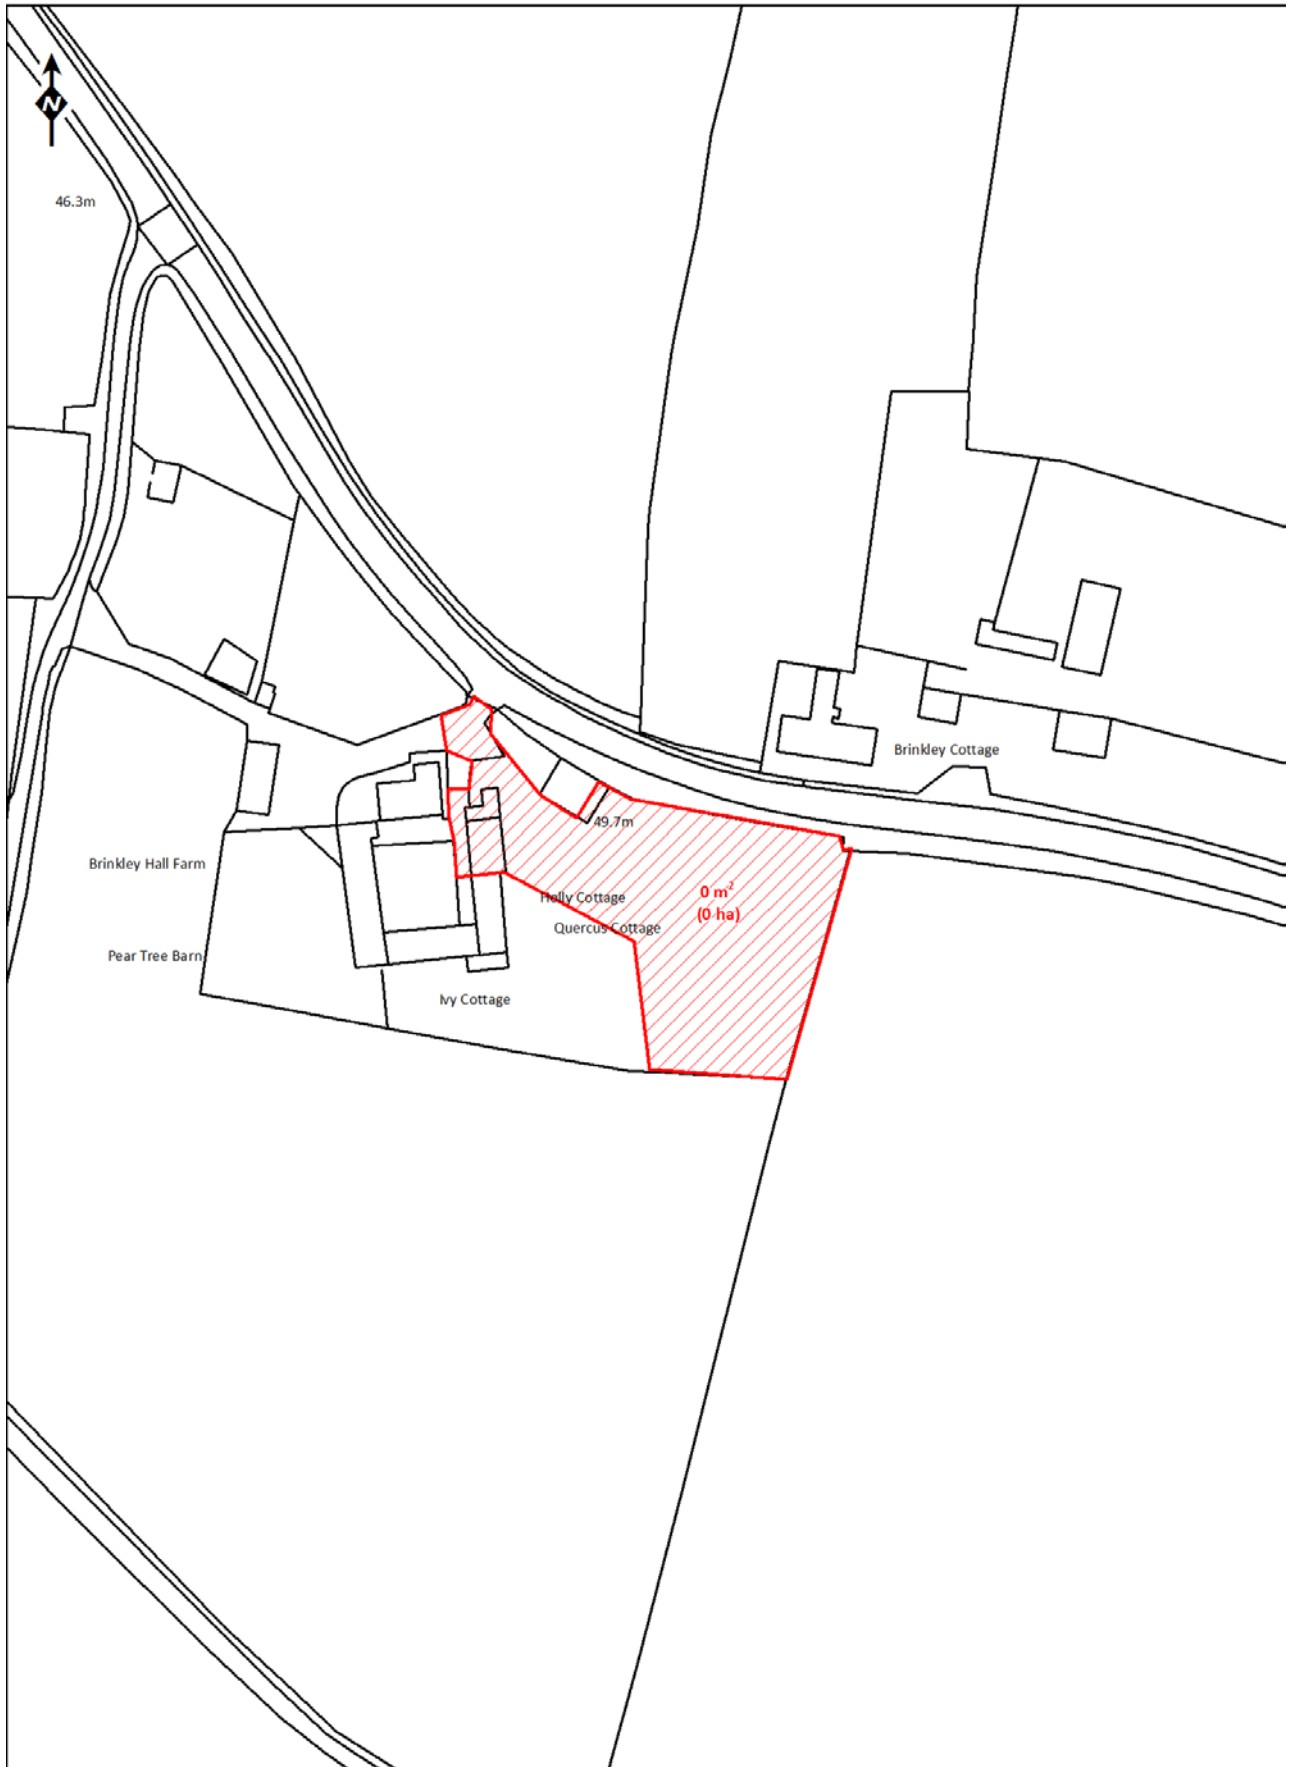 N
46.3m
Brinkley Cottage
49.7m
Brinkley Hall Farm
0 m²
(0 ha)
Holly Cottage
Quercus Cottage
Pear Tree Barn
Ivy Cottage